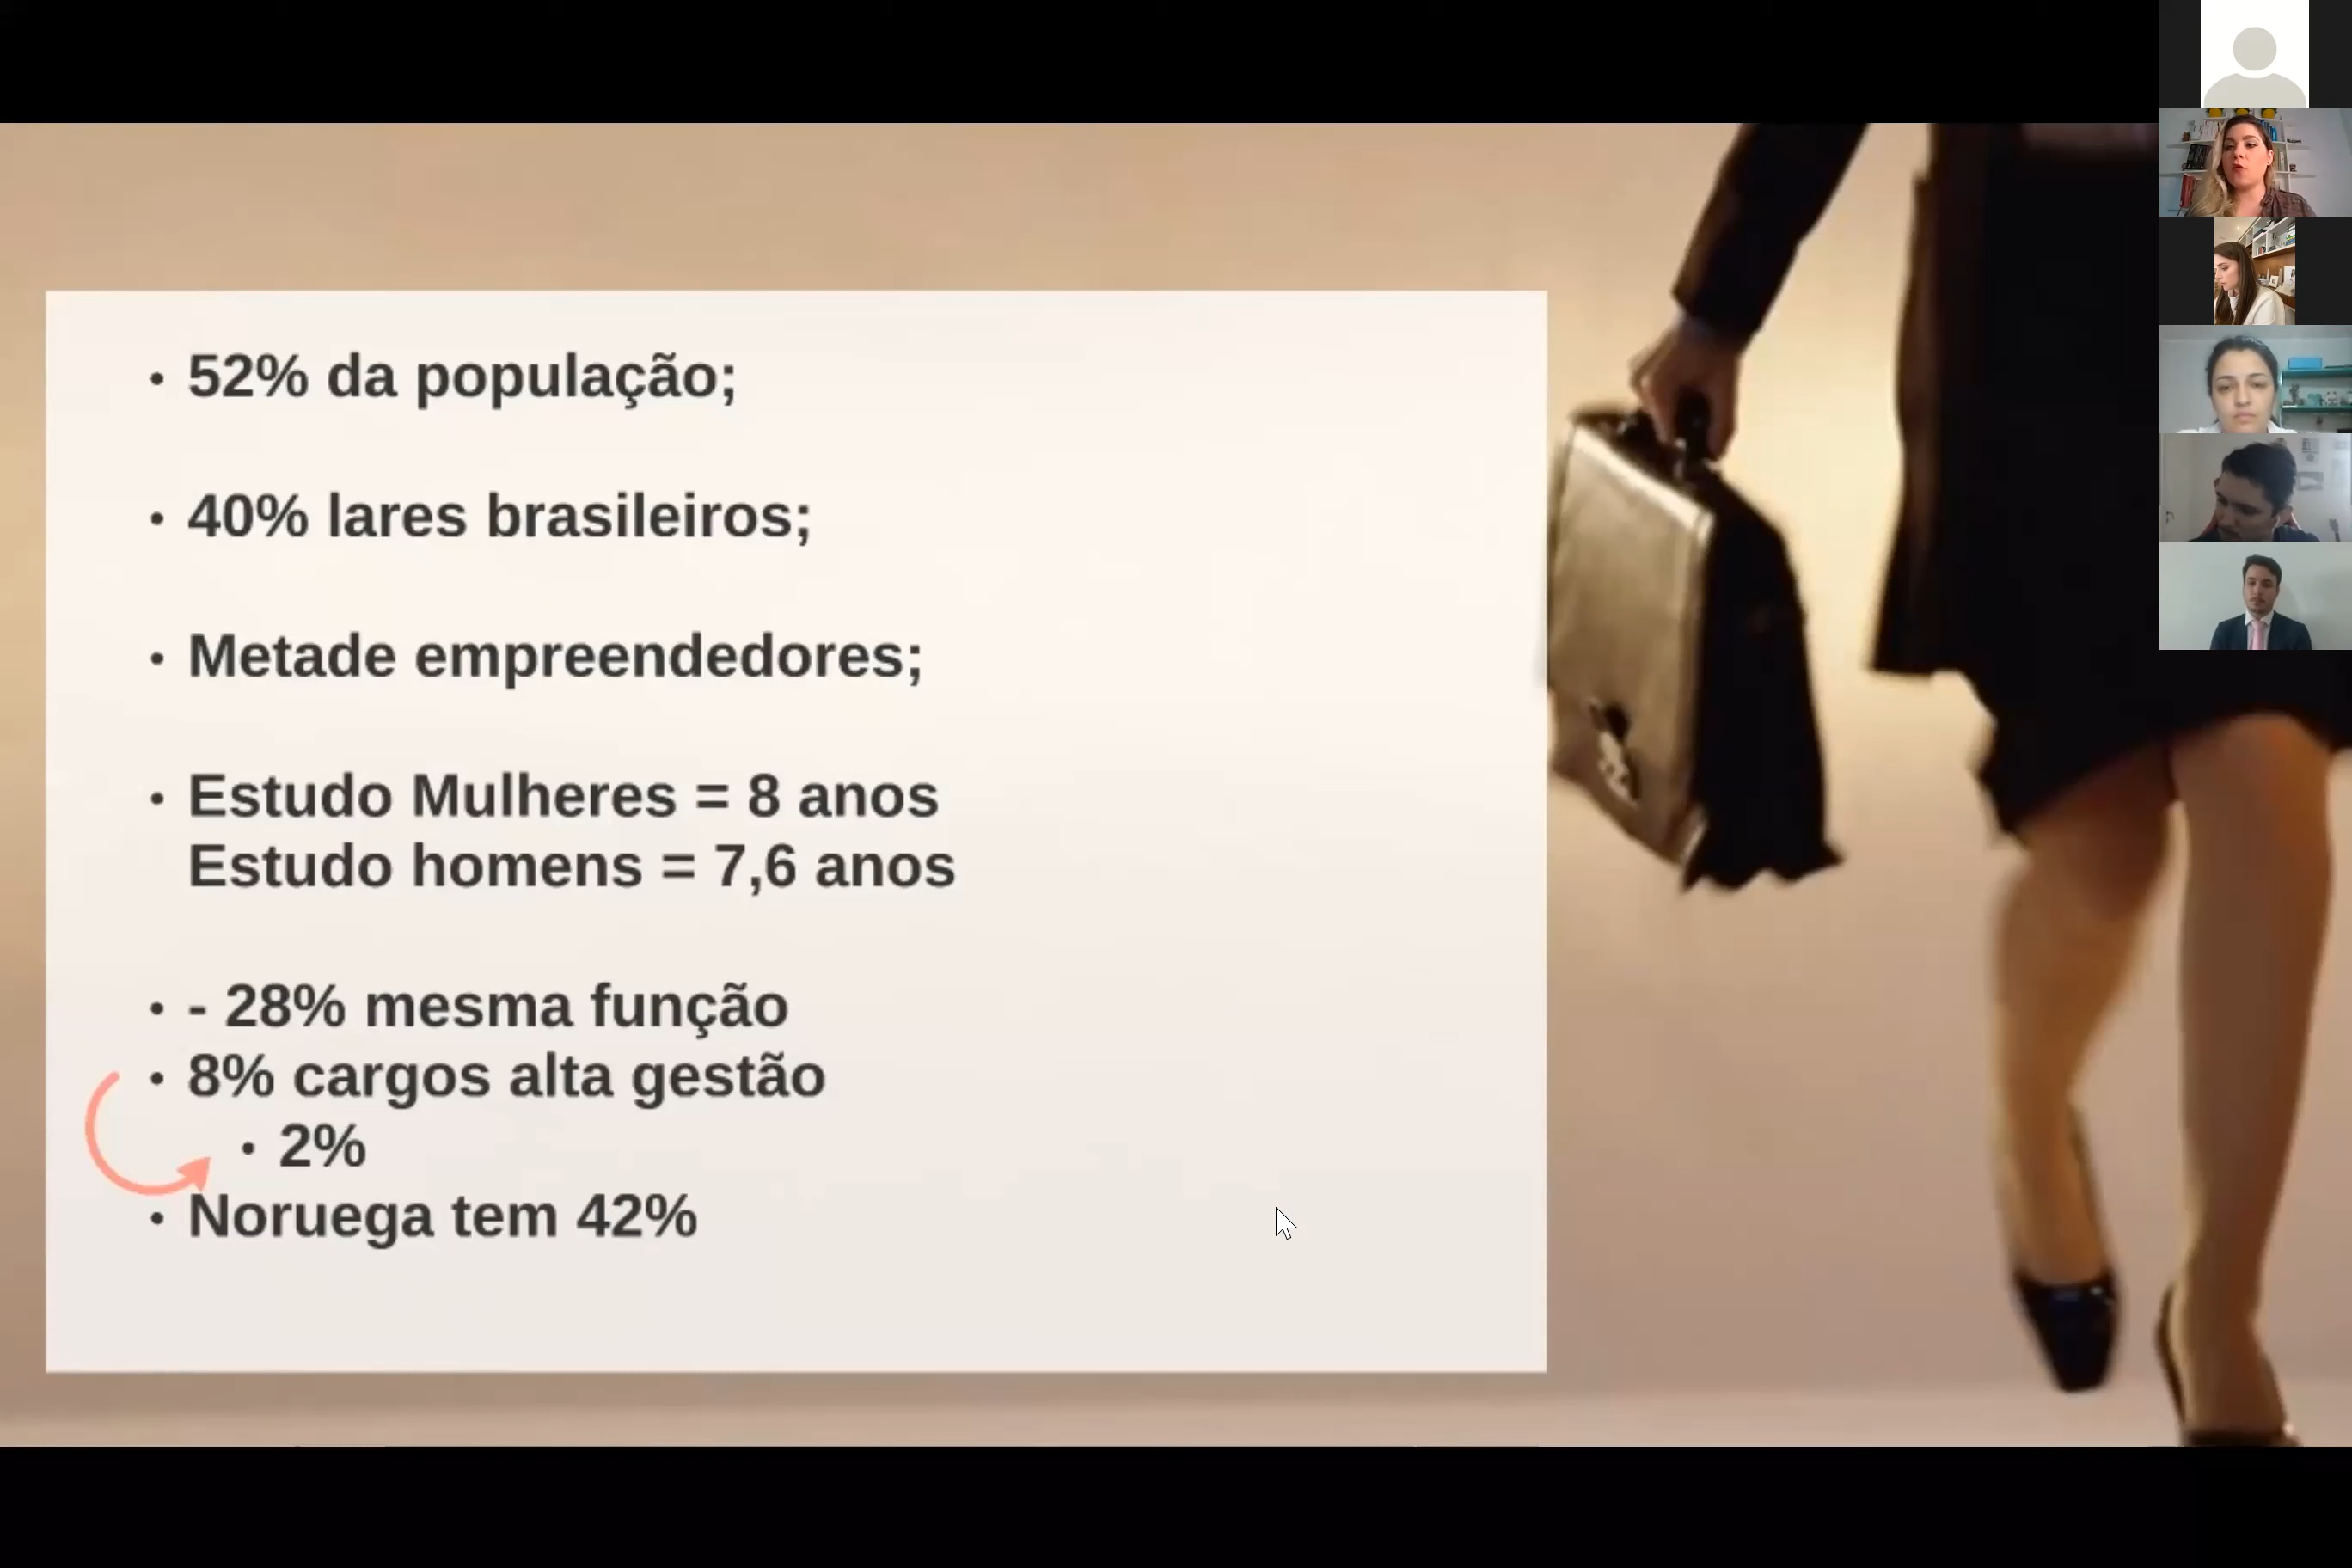 • 52% da população;
• 40% lares brasileiros;
• Metade empreendedores;
• Estudo Mulheres = 8 anos
Estudo homens = 7,6 anos
• - 28% mesma função
• 8% cargos alta gestão
• 2%
• Noruega tem 42%